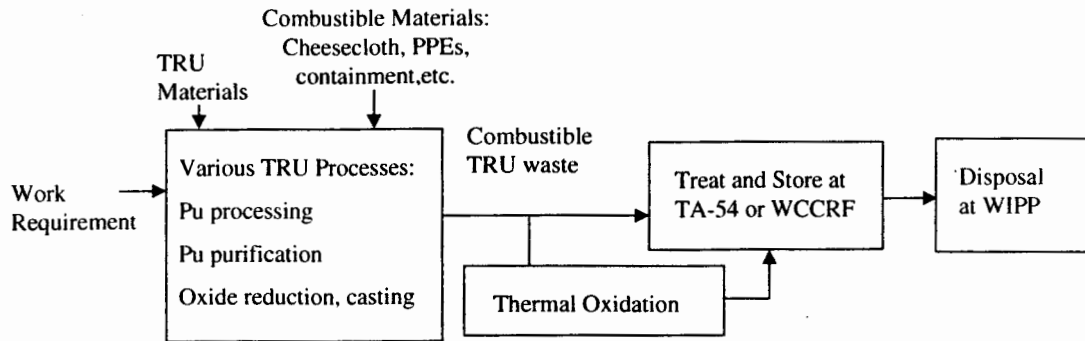 Combustible Materials:
Cheesecloth, PPEs,
containment,etc.
TRU
Materials
Work
Requirement
Various TRU Processes:
Pu processing
Pu purification
Oxide reduction, casting
Combustible
TRU waste
Thermal Oxidation
Treat and Store at
TA-54 or WCCRF
Disposal
at WIPP